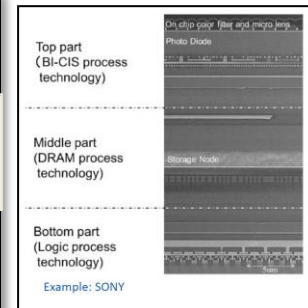 On chip color filter and micro lens
Photo Diode
Top part
(BI-CIS process
technology)
Middle part
(DRAM process
technology)
Storage Node
Bottom part
(Logic process
technology)
5um
Example: SONY